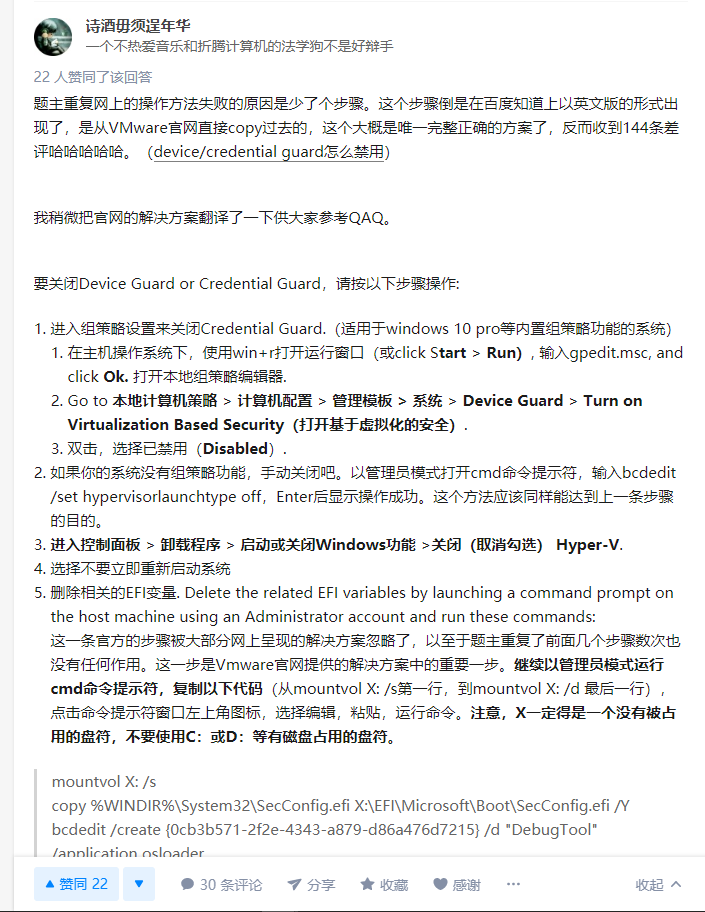 诗酒毋须逞年华
一个不热爱音乐和折腾计算机的法学狗不是好辩手
22 人赞同了该回答
题主重复网上的操作方法失败的原因是少了个步骤。这个步骤倒是在百度知道上以英文版的形式出
现了，是从VMware官网直接copy过去的，这个大概是唯一完整正确的方案了，反而收到144条差
评哈哈哈哈哈。（device/credential guard怎么禁用）
我稍微把官网的解决方案翻译了一下供大家参考QAQ。
要关闭Device Guard or Credential Guard，请按以下步骤操作:
1. 进入组策略设置来关闭Credential Guard.（适用于windows 10 pro等内置组策略功能的系统）
1. 在主机操作系统下，使用win+r打开运行窗口（或click Start > Run）, 输入gpedit.msc, and
click Ok. 打开本地组策略编辑器.
2. Go to 本地计算机策略 > 计算机配置 > 管理模板 > 系统 > Device Guard > Turn on
Virtualization Based Security（打开基于虚拟化的安全）.
3. 双击，选择已禁用（Disabled）.
2. 如果你的系统没有组策略功能，手动关闭吧。以管理员模式打开cmd命令提示符，输入bcdedit
/set hypervisorlaunchtype off，Enter后显示操作成功。这个方法应该同样能达到上一条步骤
的目的。
3. 进入控制面板 > 卸载程序 > 启动或关闭Windows功能 >关闭（取消勾选） Hyper-V.
4. 选择不要立即重新启动系统
5. 删除相关的EFI变量. Delete the related EFI variables by launching a command prompt on
the host machine using an Administrator account and run these commands:
这一条官方的步骤被大部分网上呈现的解决方案忽略了，以至于题主重复了前面几个步骤数次也
没有任何作用。这一步是Vmware官网提供的解决方案中的重要一步。继续以管理员模式运行
cmd命令提示符，复制以下代码（从mountvol X: /s第一行，到mountvol X: /d 最后一行），
点击命令提示符窗口左上角图标，选择编辑，粘贴，运行命令。注意，X一定得是一个没有被占
用的盘符，不要使用C：或D：等有磁盘占用的盘符。
mountvol X: /s
copy %WINDIR%\System32\SecConfig.efi X:\EFI\Microsoft\Boot\SecConfig.efi /Y
bcdedit /create {0cb3b571-2f2e-4343-a879-d86a476d7215} /d "DebugTool"
/application osloader
赞同 22 30 条评论 分享 收藏 感谢 ··· 收起